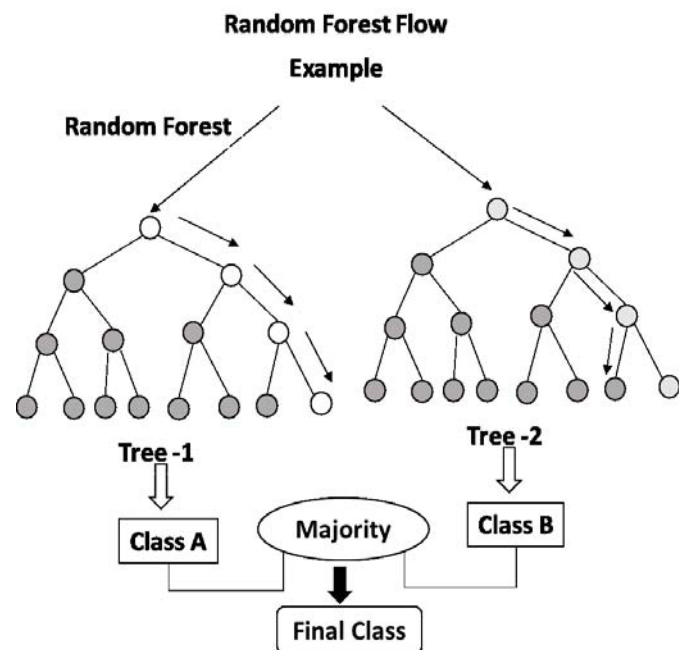 Random Forest Flow
Example
Random Forest
Tree -1
Tree -2
Class A
Majority
Class B
Final Class